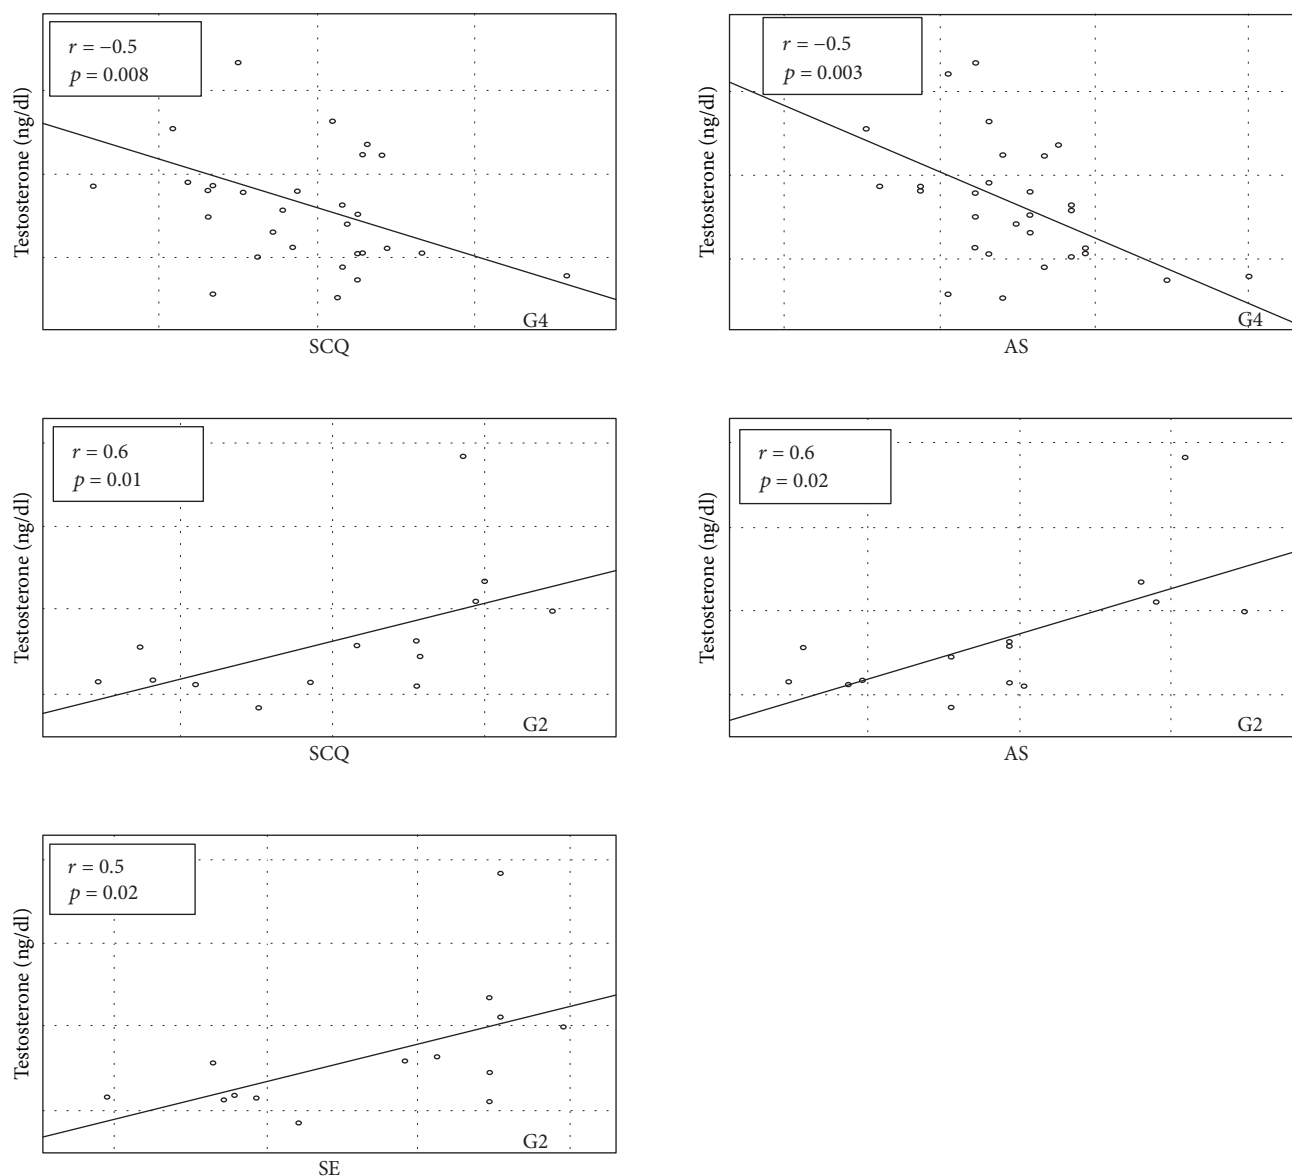 r = −0.5
p = 0.008
Testosterone (ng/dl)
G4
SCQ
r = −0.5
p = 0.003
Testosterone (ng/dl)
G4
AS
r = 0.6
p = 0.01
Testosterone (ng/dl)
G2
SCQ
r = 0.6
p = 0.02
Testosterone (ng/dl)
G2
AS
r = 0.5
p = 0.02
Testosterone (ng/dl)
G2
SE